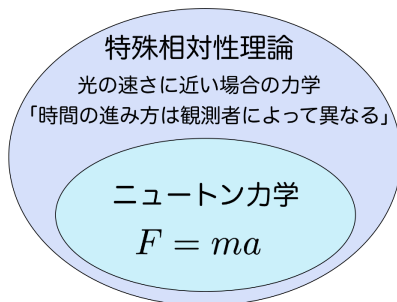 特殊相対性理論
光の速さに近い場合の力学
「時間の進み方は観測者によって異なる」
ニュートン力学
F = ma